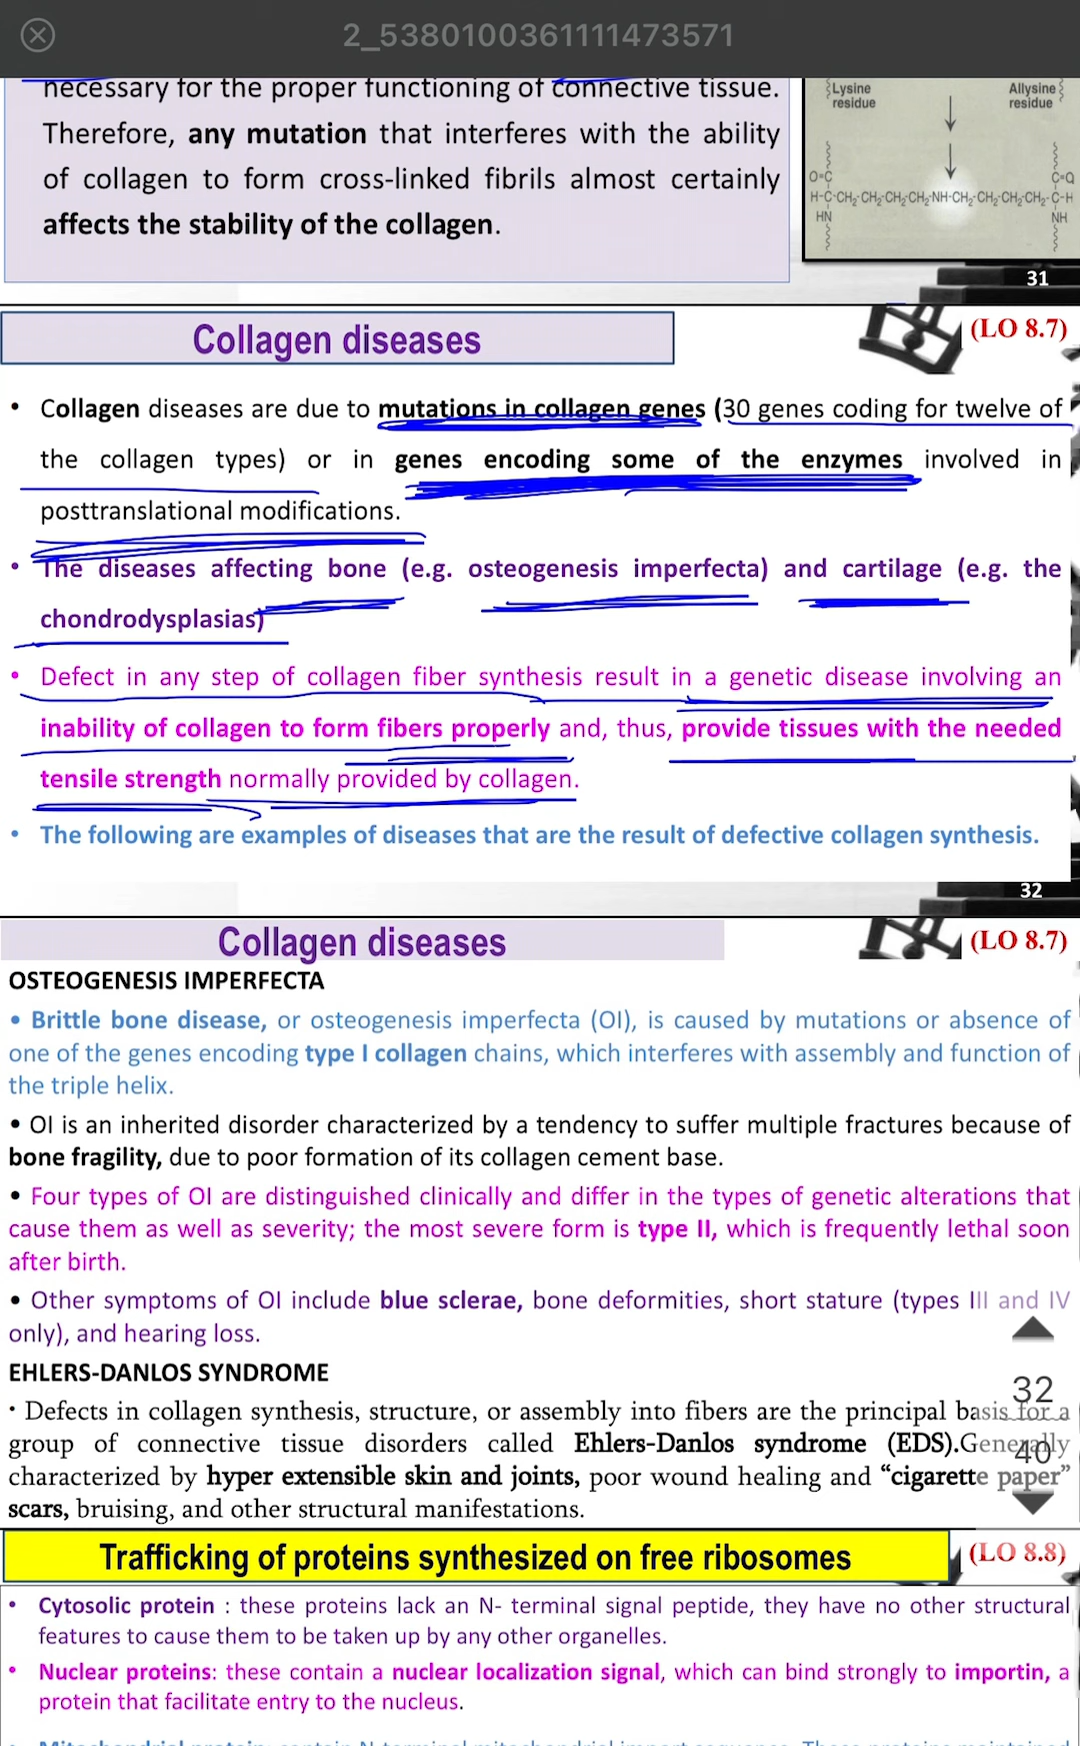 2_5380100361111473571
necessary for the proper functioning of connective tissue.
Therefore, any mutation that interferes with the ability
of collagen to form cross-linked fibrils almost certainly
affects the stability of the collagen.
Lysine residue
Allysine residue
O=C
C=O
H-C-CH2-CH2-CH2-CH2-NH-CH2-CH2-CH2-CH2-C-H
HN
NH
31
Collagen diseases
(LO 8.7)
• Collagen diseases are due to mutations in collagen genes (30 genes coding for twelve of
the collagen types) or in genes encoding some of the enzymes involved in
posttranslational modifications.
• The diseases affecting bone (e.g. osteogenesis imperfecta) and cartilage (e.g. the
chondrodysplasias)
• Defect in any step of collagen fiber synthesis result in a genetic disease involving an
inability of collagen to form fibers properly and, thus, provide tissues with the needed
tensile strength normally provided by collagen.
• The following are examples of diseases that are the result of defective collagen synthesis.
32
Collagen diseases
(LO 8.7)
OSTEOGENESIS IMPERFECTA
• Brittle bone disease, or osteogenesis imperfecta (OI), is caused by mutations or absence of
one of the genes encoding type I collagen chains, which interferes with assembly and function of
the triple helix.
• OI is an inherited disorder characterized by a tendency to suffer multiple fractures because of
bone fragility, due to poor formation of its collagen cement base.
• Four types of OI are distinguished clinically and differ in the types of genetic alterations that
cause them as well as severity; the most severe form is type II, which is frequently lethal soon
after birth.
• Other symptoms of OI include blue sclerae, bone deformities, short stature (types III and IV
only), and hearing loss.
EHLERS-DANLOS SYNDROME
• Defects in collagen synthesis, structure, or assembly into fibers are the principal basis for a
group of connective tissue disorders called Ehlers-Danlos syndrome (EDS).Generally
characterized by hyper extensible skin and joints, poor wound healing and “cigarette paper”
scars, bruising, and other structural manifestations.
32
40
Trafficking of proteins synthesized on free ribosomes
(LO 8.8)
• Cytosolic protein : these proteins lack an N- terminal signal peptide, they have no other structural
features to cause them to be taken up by any other organelles.
• Nuclear proteins: these contain a nuclear localization signal, which can bind strongly to importin, a
protein that facilitate entry to the nucleus.